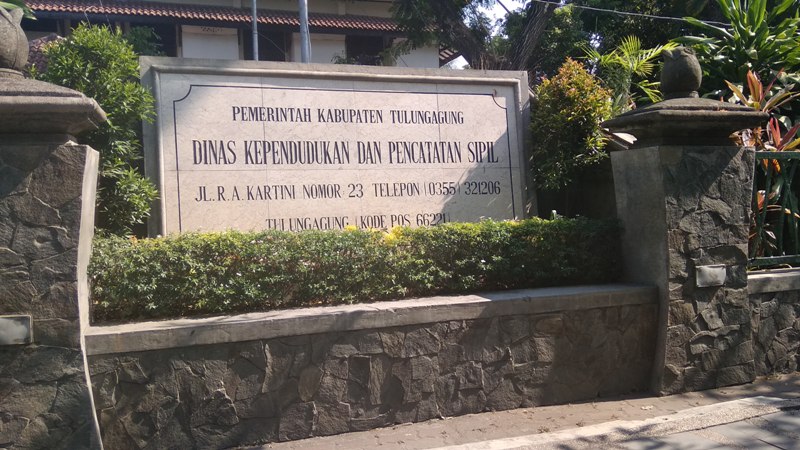 PEMERINTAH KABUPATEN TULUNGAGUNG
DINAS KEPENDUDUKAN DAN PENCATATAN SIPIL
JL. R. A. KARTINI NOMOR 23 TELEPON (0355) 321206
TULUNGAGUNG (KODE POS 66221)